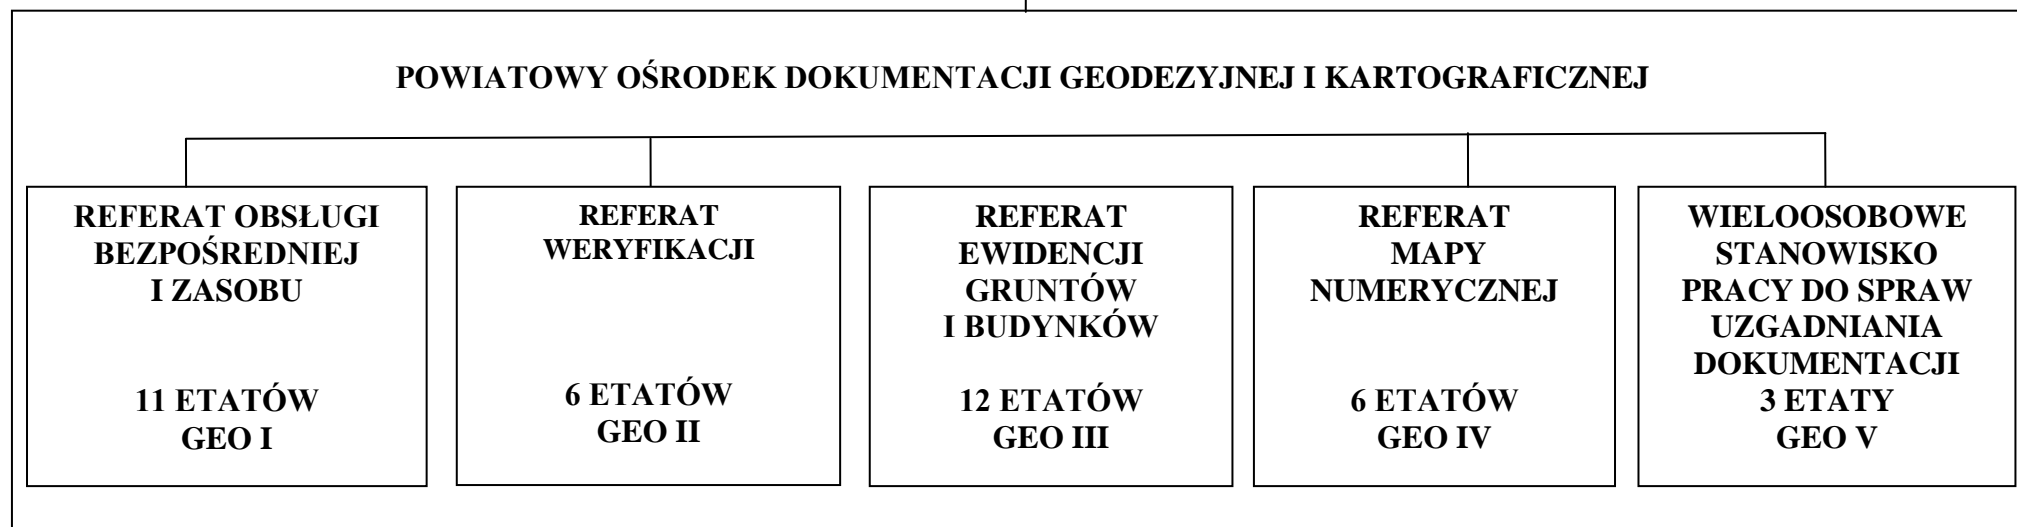 POWIATOWY OŚRODEK DOKUMENTACJI GEODEZYJNEJ I KARTOGRAFICZNEJ
REFERAT OBSŁUGI
BEZPOŚREDNIEJ
I ZASOBU
11 ETATÓW
GEO I
REFERAT
WERYFIKACJI
6 ETATÓW
GEO II
REFERAT
EWIDENCJI
GRUNTÓW
I BUDYNKÓW
12 ETATÓW
GEO III
REFERAT
MAPY
NUMERYCZNEJ
6 ETATÓW
GEO IV
WIELOOSOBOWE
STANOWISKO
PRACY DO SPRAW
UZGADNIANIA
DOKUMENTACJI
3 ETATY
GEO V